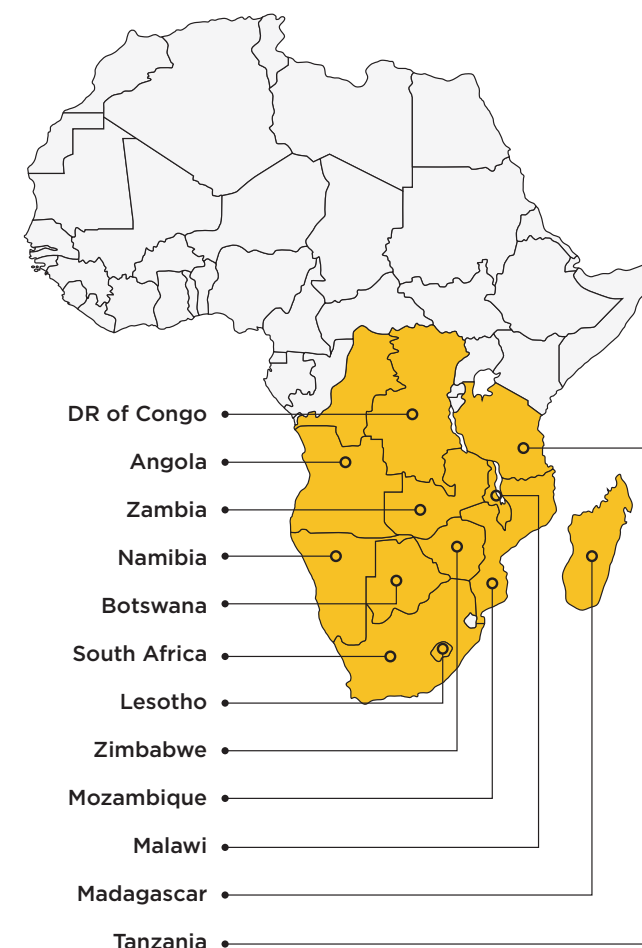 DR of Congo
Angola
Zambia
Namibia
Botswana
South Africa
Lesotho
Zimbabwe
Mozambique
Malawi
Madagascar
Tanzania